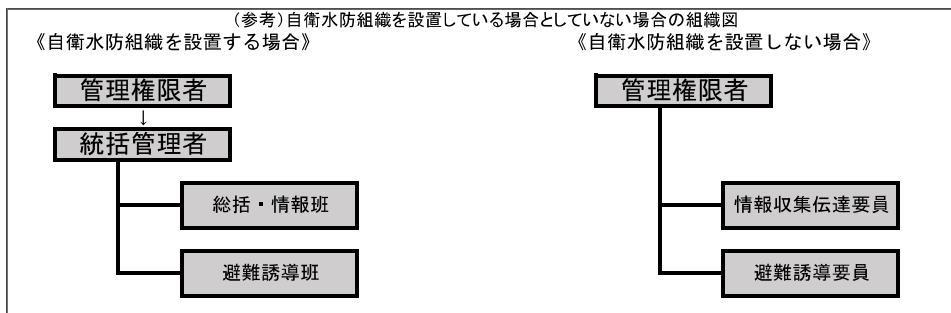 (参考)自衛水防組織を設置している場合としていない場合の組織図
《自衛水防組織を設置する場合》
《自衛水防組織を設置しない場合》
管理権限者
↓
統括管理者
総括・情報班
避難誘導班
管理権限者
情報収集伝達要員
避難誘導要員